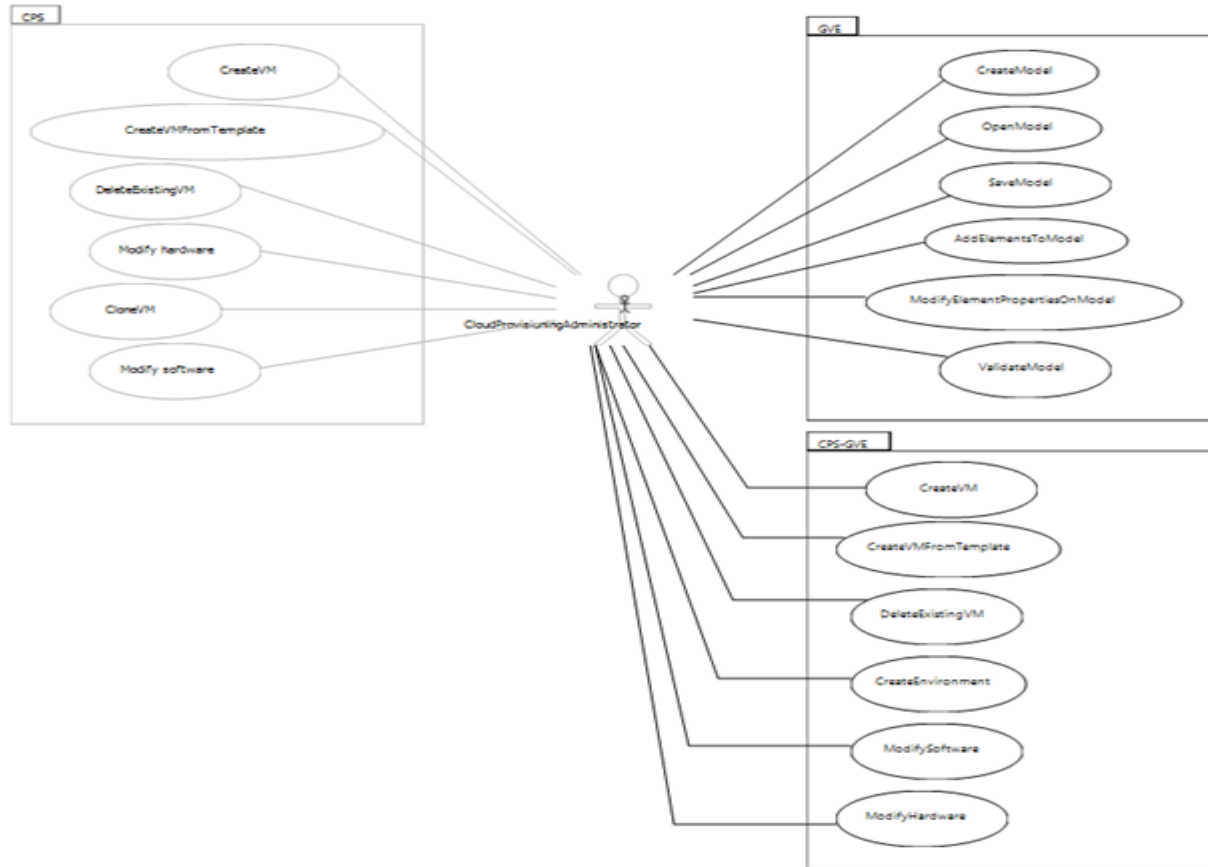 CPS
CreateVM
CreateVMFromTemplate
DeleteExistingVM
Modify hardware
CloneVM
Modify software
CloudProvisiuningAdministrator
GVE
CreateModel
OpenModel
SaveModel
AddElementsToModel
ModifyElementPropertiesOnModel
ValidateModel
CPS-GVE
CreateVM
CreateVMFromTemplate
DeleteExistingVM
CreateEnvironment
ModifySoftware
ModifyHardware